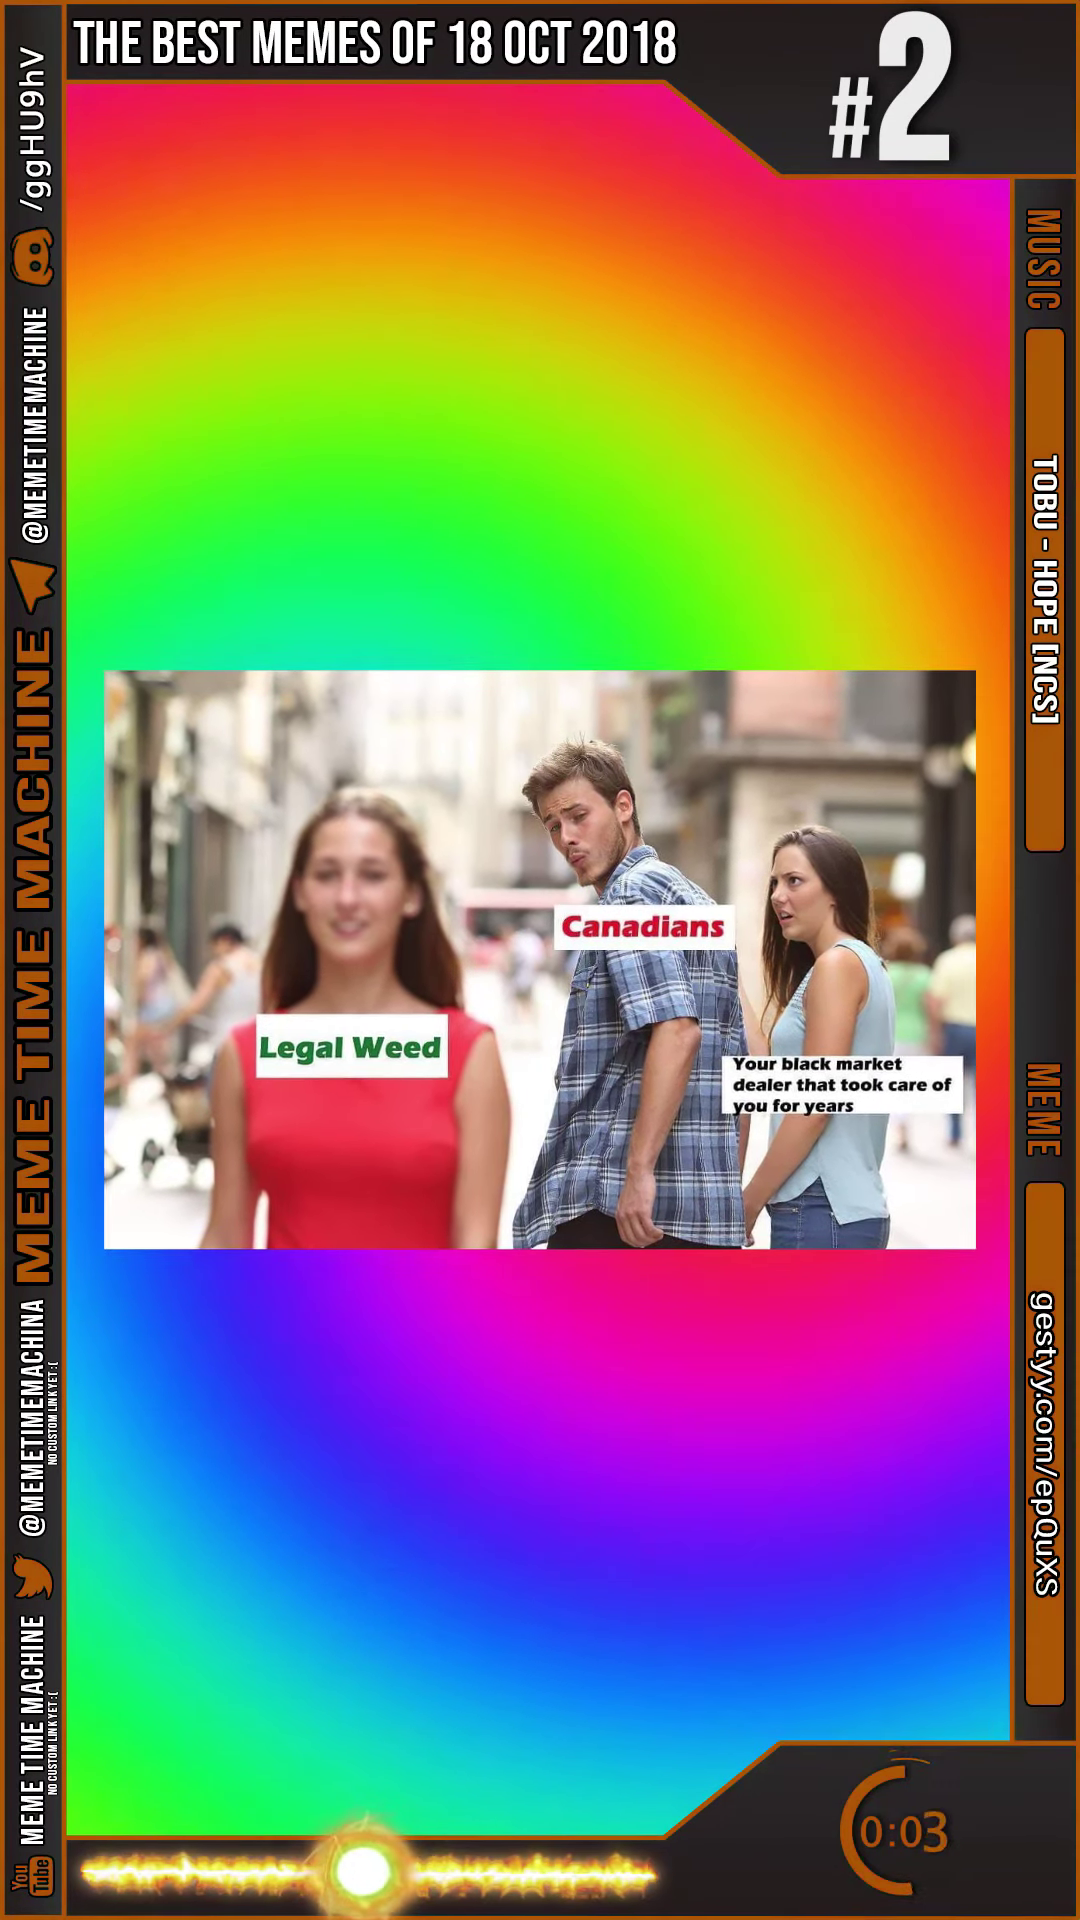 THE BEST MEMES OF 18 OCT 2018
#2
/ggHU9hV
@MEMETIMEMACHINE
MEME TIME MACHINE
@MEMETIMEMACHINA
NO CUSTOM LINK YET :(
MEME TIME MACHINE
NO CUSTOM LINK YET :(
You
Tube
MUSIC
TOBU - HOPE [NCS]
MEME
gestyy.com/epQuXS
Canadians
Legal Weed
Your black market
dealer that took care of
you for years
0:03